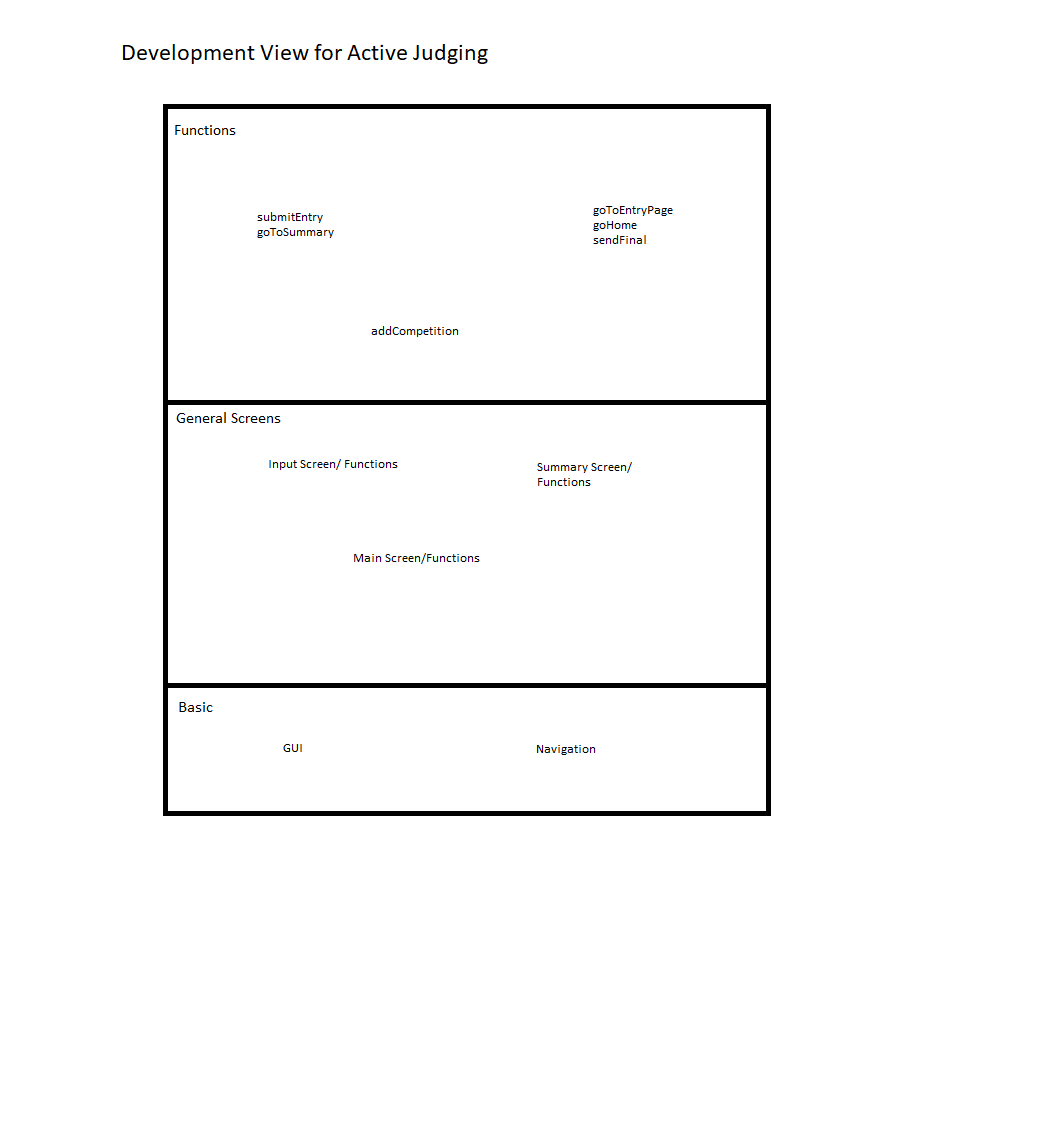 Development View for Active Judging
Functions
submitEntry
goToSummary
goToEntryPage
goHome
sendFinal
addCompetition
General Screens
Input Screen/ Functions
Summary Screen/
Functions
Main Screen/Functions
Basic
GUI
Navigation